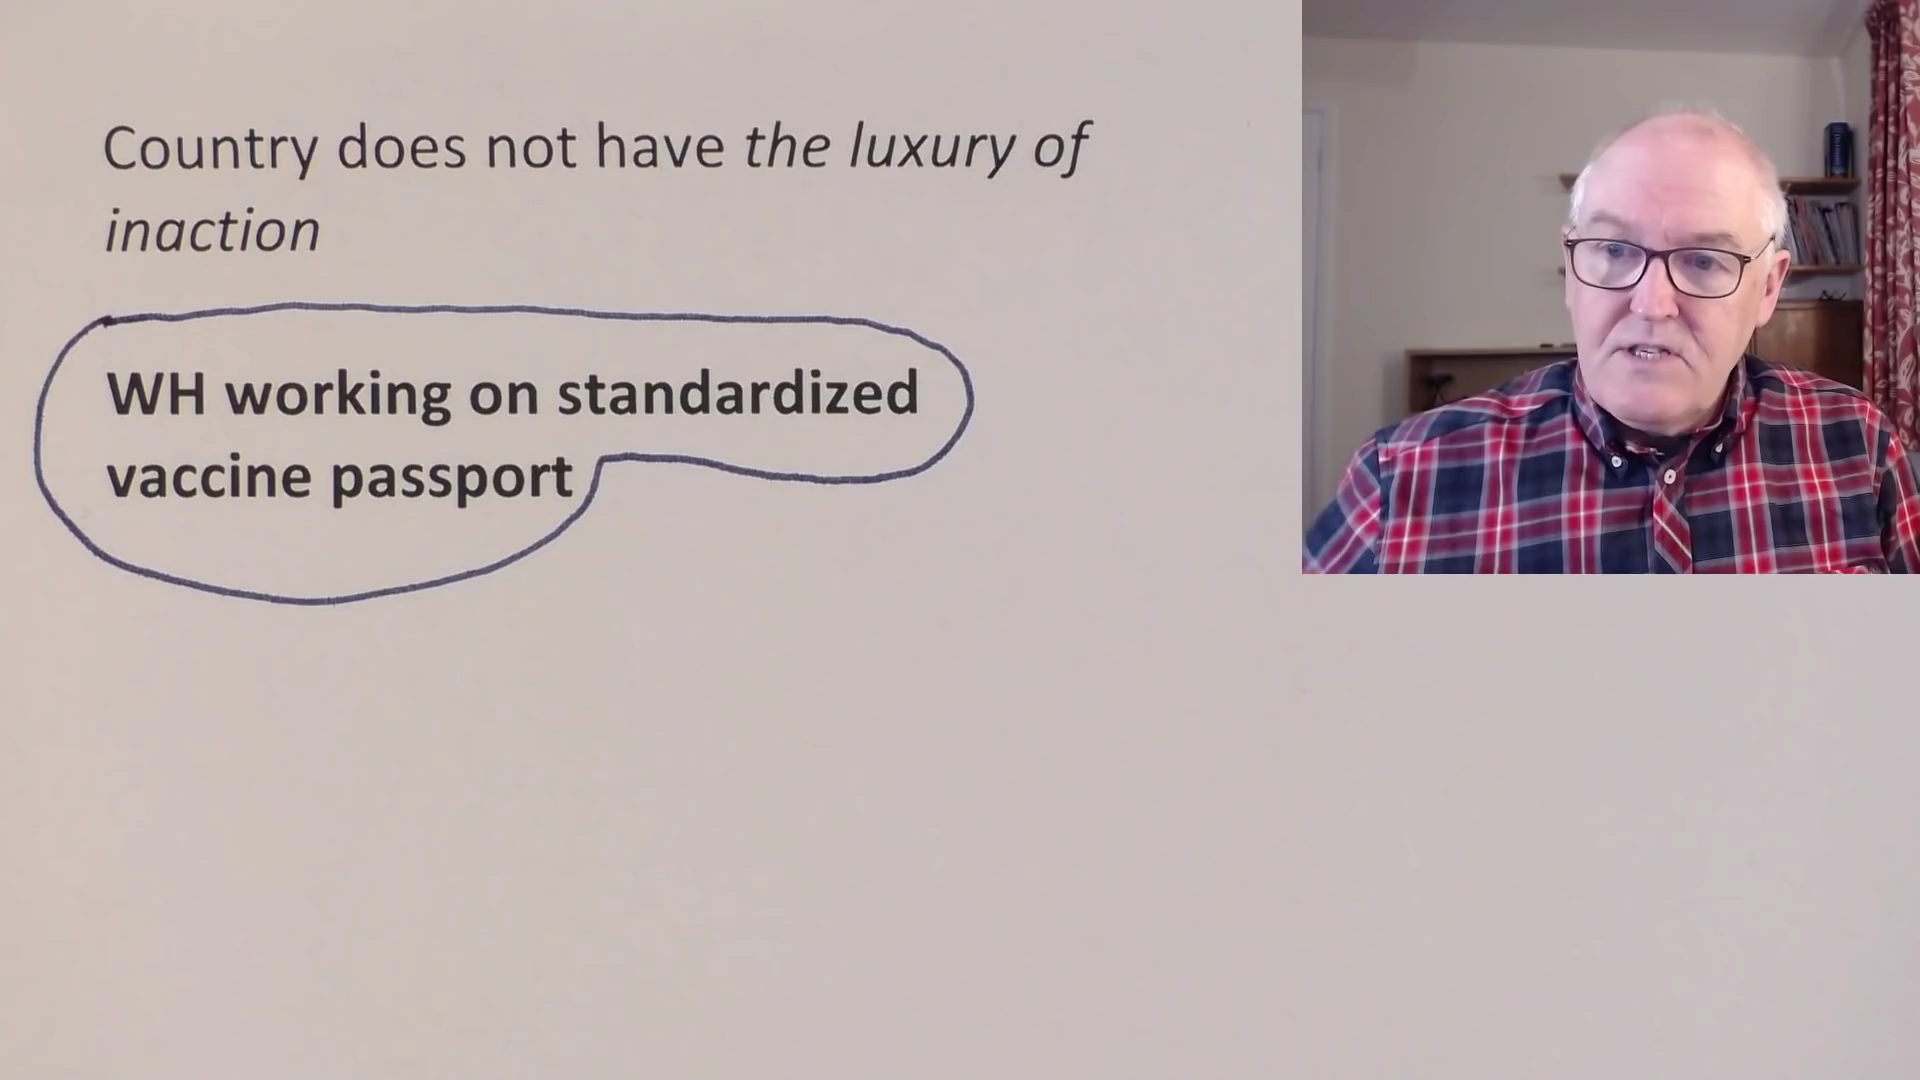 Country does not have the luxury of
inaction
WH working on standardized
vaccine passport